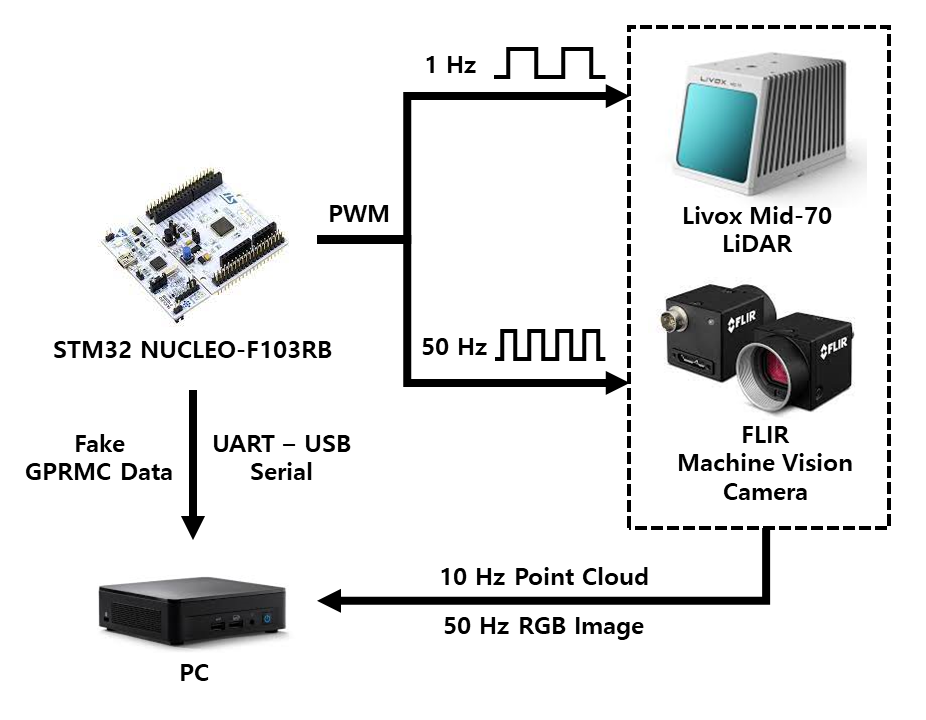 1 Hz
LIVOX
PWM
Livox Mid-70
LiDAR
STM32 NUCLEO-F103RB
50 Hz
FLIR
FLIR
FLIR
Machine Vision
Camera
Fake
GPRMC Data
UART – USB
Serial
10 Hz Point Cloud
50 Hz RGB Image
PC